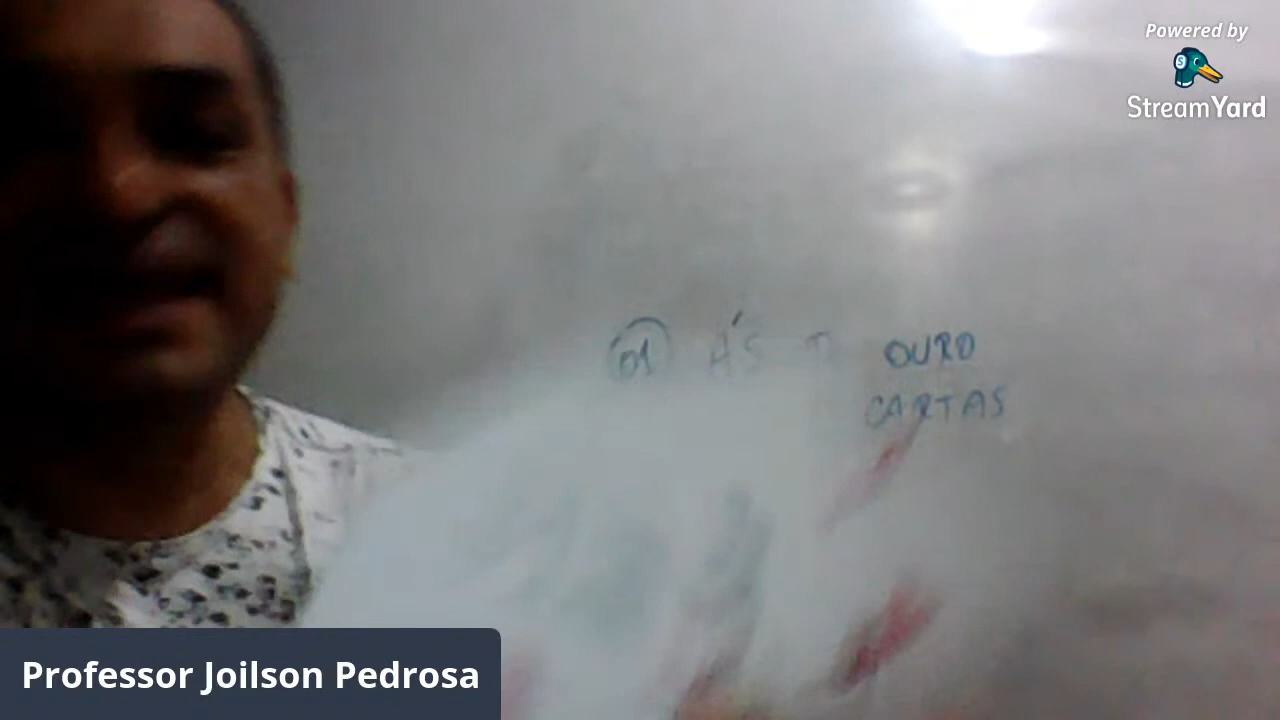 Powered by
StreamYard
01 ÁS OURO
CARTAS
Professor Joilson Pedrosa